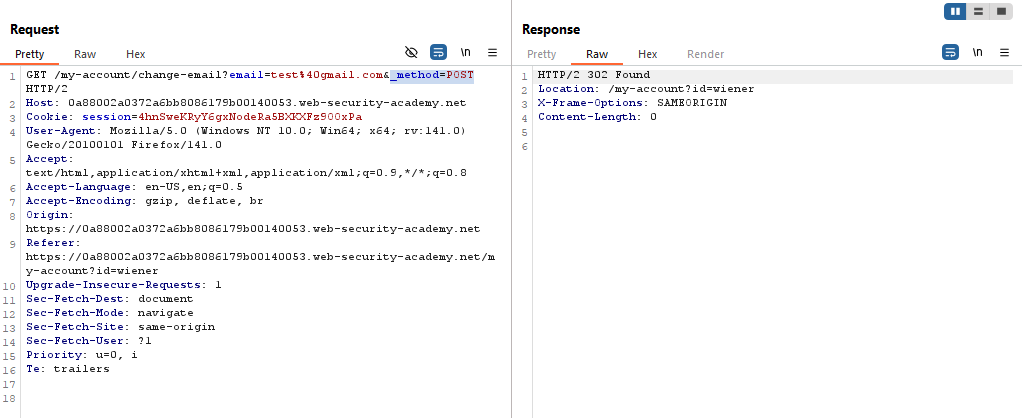 Request
Pretty Raw Hex
\n
1 GET /my-account/change-email?email=test%40gmail.com&_method=POST
HTTP/2
2 Host: 0a88002a0372a6bb8086179b00140053.web-security-academy.net
3 Cookie: session=4hnSweKRyY6gxNodeRa5BXKXFz9OOxPa
4 User-Agent: Mozilla/5.0 (Windows NT 10.0; Win64; x64; rv:141.0)
Gecko/20100101 Firefox/141.0
5 Accept:
text/html,application/xhtml+xml,application/xml;q=0.9,*/*;q=0.8
6 Accept-Language: en-US,en;q=0.5
7 Accept-Encoding: gzip, deflate, br
8 Origin:
https://0a88002a0372a6bb8086179b00140053.web-security-academy.net
9 Referer:
https://0a88002a0372a6bb8086179b00140053.web-security-academy.net/m
y-account?id=wiener
10 Upgrade-Insecure-Requests: 1
11 Sec-Fetch-Dest: document
12 Sec-Fetch-Mode: navigate
13 Sec-Fetch-Site: same-origin
14 Sec-Fetch-User: ?1
15 Priority: u=0, i
16 Te: trailers
17
18
Response
Pretty Raw Hex Render
\n
1 HTTP/2 302 Found
2 Location: /my-account?id=wiener
3 X-Frame-Options: SAMEORIGIN
4 Content-Length: 0
5
6